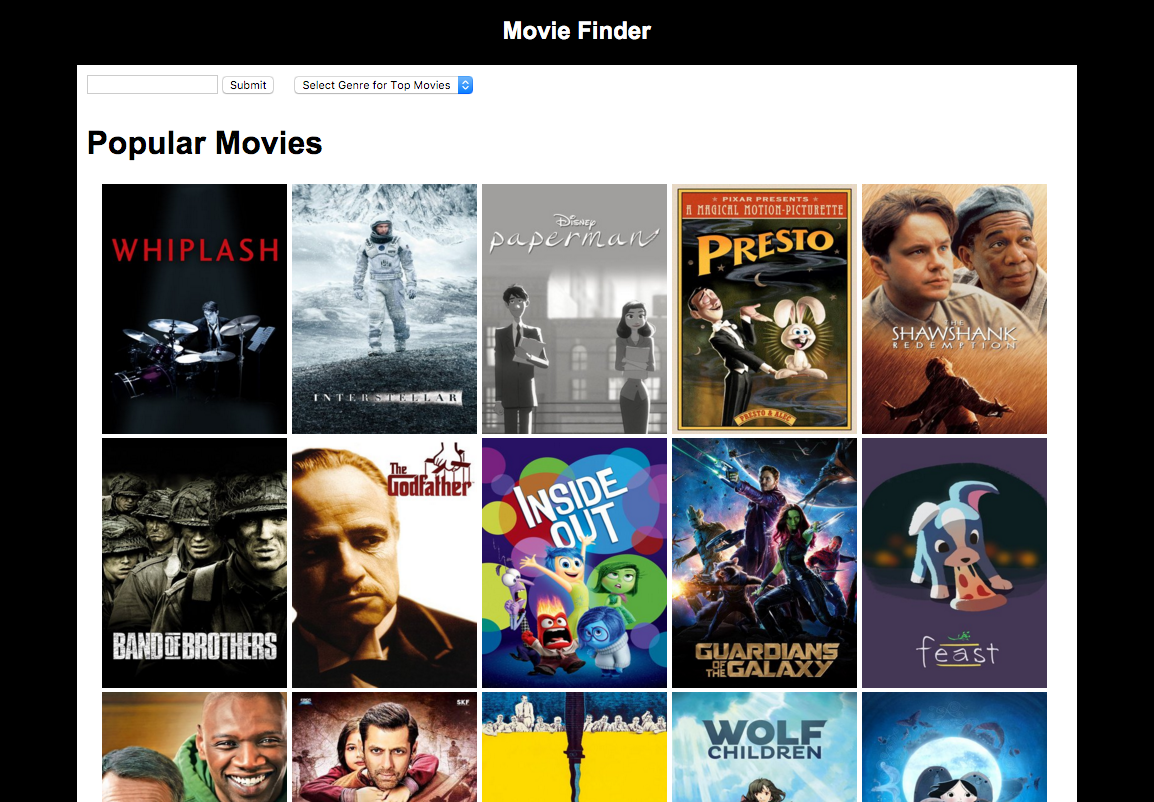 Movie Finder
Submit
Select Genre for Top Movies
Popular Movies
WHIPLASH
INTERSTELLAR
Disney
paperman
PIXAR PRESENTS
A MAGICAL MOTION-PICTURETTE
PRESTO
PRESTO & ALEC
THE
SHAWSHANK
REDEMPTION
BAND OF BROTHERS
The
Godfather
INSIDE
OUT
GUARDIANS
OF THE GALAXY
feast
SKF
WOLF
CHILDREN